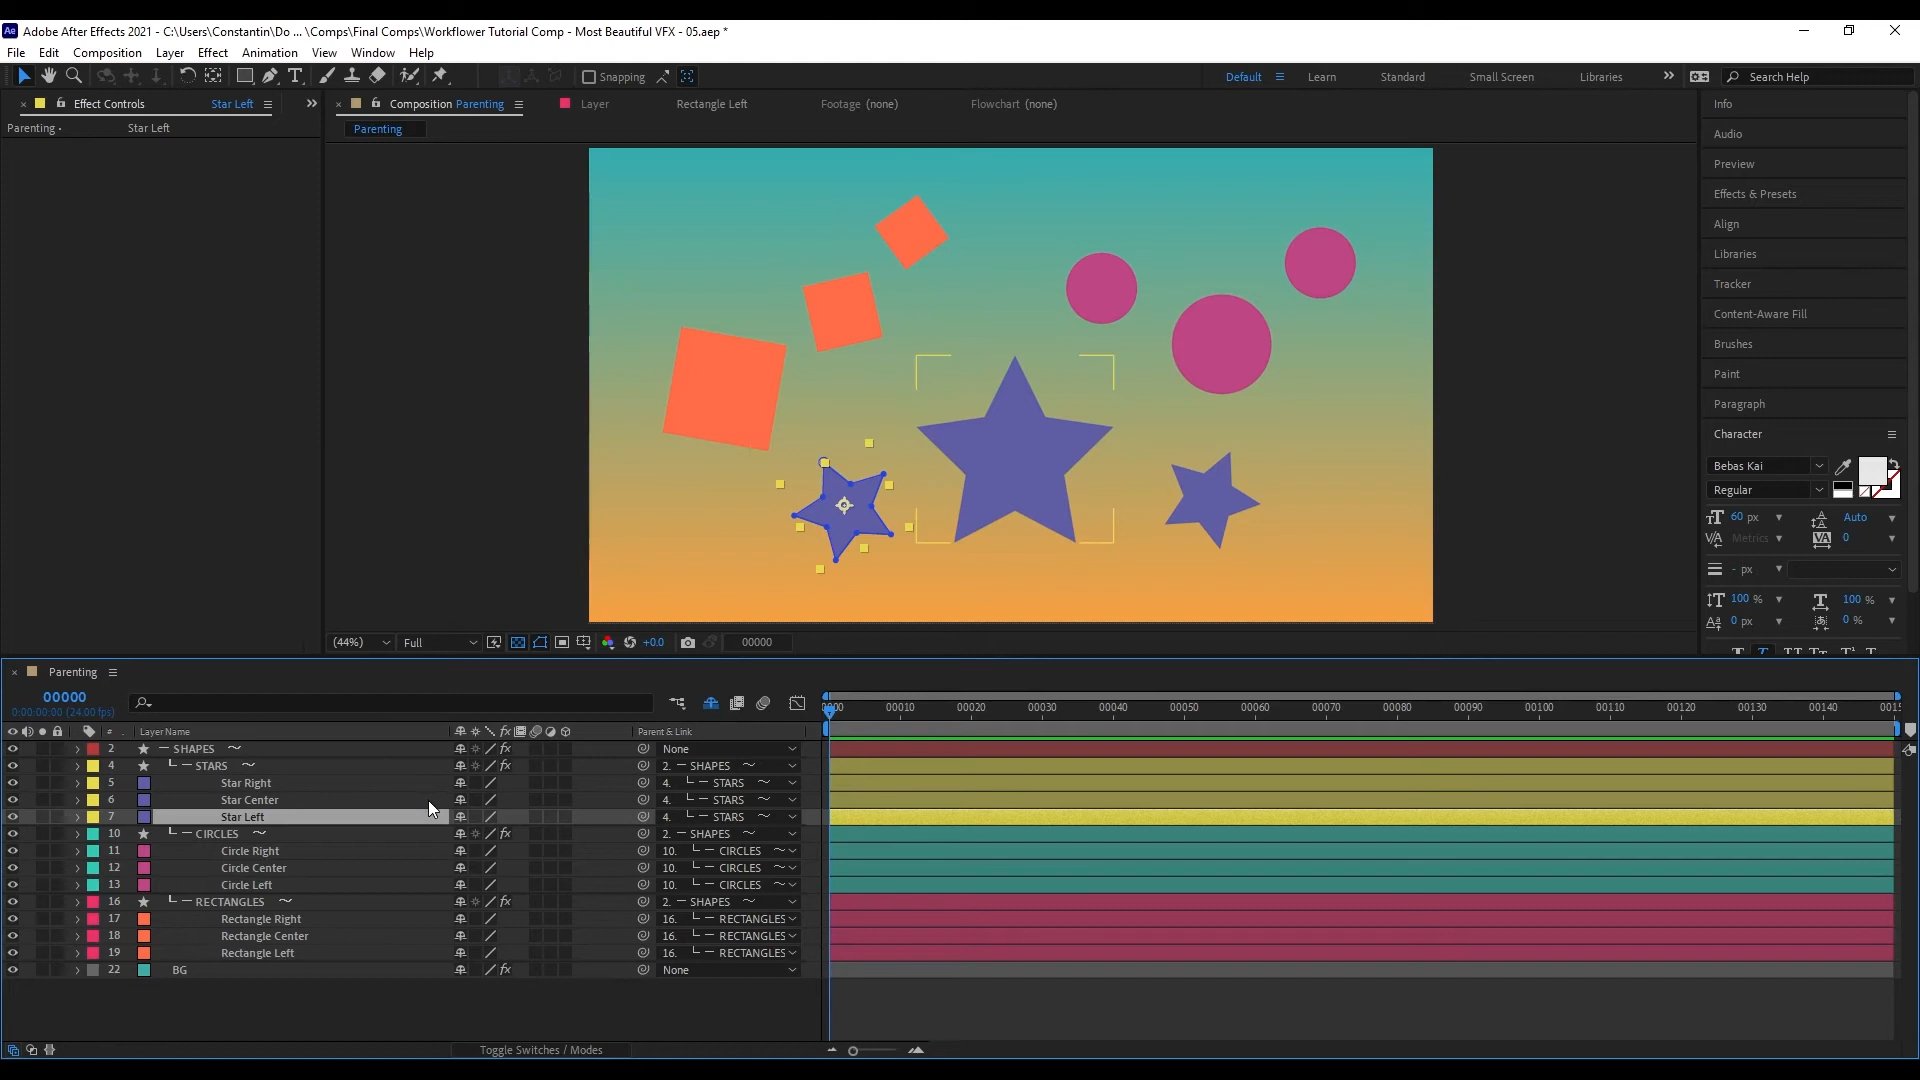 Adobe After Effects 2021 - C:\Users\Constantin\Do ... \Comps\Final Comps\Workflower Tutorial Comp - Most Beautiful VFX - 05.aep *
File Edit Composition Layer Effect Animation View Window Help
Snapping
Default Learn Standard Small Screen Libraries Search Help
Effect Controls Star Left
Composition Parenting Layer Rectangle Left Footage (none) Flowchart (none)
Parenting • Star Left
Parenting
Info
Audio
Preview
Effects & Presets
Align
Libraries
Tracker
Content-Aware Fill
Brushes
Paint
Paragraph
Character
Bebas Kai
Regular
60 px Auto
Metrics 0
- px
100 % 100 %
0 px 0 %
(44%) Full +0.0 00000
Parenting
00000
0:00:00:00 (24.00 fps)
00010 00020 00030 00040 00050 00060 00070 00080 00090 00100 00110 00120 00130 00140
# Layer Name fx Parent & Link
2 SHAPES fx None
4 STARS fx 2. SHAPES
5 Star Right 4. STARS
6 Star Center 4. STARS
7 Star Left 4. STARS
10 CIRCLES fx 2. SHAPES
11 Circle Right 10. CIRCLES
12 Circle Center 10. CIRCLES
13 Circle Left 10. CIRCLES
16 RECTANGLES fx 2. SHAPES
17 Rectangle Right 16. RECTANGLES
18 Rectangle Center 16. RECTANGLES
19 Rectangle Left 16. RECTANGLES
22 BG fx None
Toggle Switches / Modes